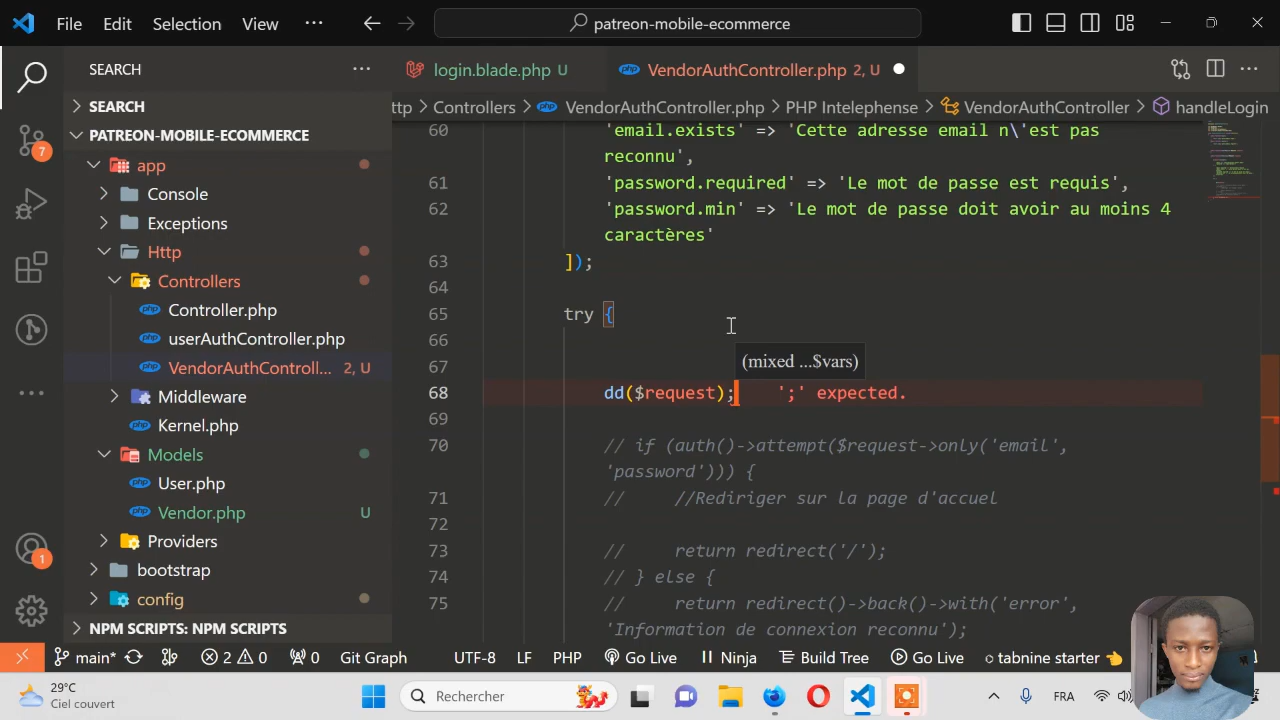 File Edit Selection View ··· patreon-mobile-ecommerce
SEARCH ···
login.blade.php U
VendorAuthController.php 2, U
SEARCH
PATREON-MOBILE-ECOMMERCE
app
Console
Exceptions
Http
Controllers
Controller.php
userAuthController.php
VendorAuthControll... 2, U
Middleware
Kernel.php
Models
User.php
Vendor.php U
Providers
bootstrap
config
NPM SCRIPTS: NPM SCRIPTS
7
1
ttp > Controllers > VendorAuthController.php > PHP Intelephense > VendorAuthController > handleLogin
60 'email.exists' => 'Cette adresse email n\'est pas
reconnu',
61 'password.required' => 'Le mot de passe est requis',
62 'password.min' => 'Le mot de passe doit avoir au moins 4
caractères'
63 ]);
64
65 try {
66
67
(mixed ...$vars)
68 dd($request); ';' expected.
69
70 // if (auth()->attempt($request->only('email',
'password'))) {
71 // //Rediriger sur la page d'accuel
72
73 // return redirect('/');
74 // } else {
75 // return redirect()->back()->with('error',
'Information de connexion reconnu');
main* 2 0 0 Git Graph UTF-8 LF PHP Go Live Ninja Build Tree Go Live tabnine starter
29°C
Ciel couvert
Rechercher
FRA